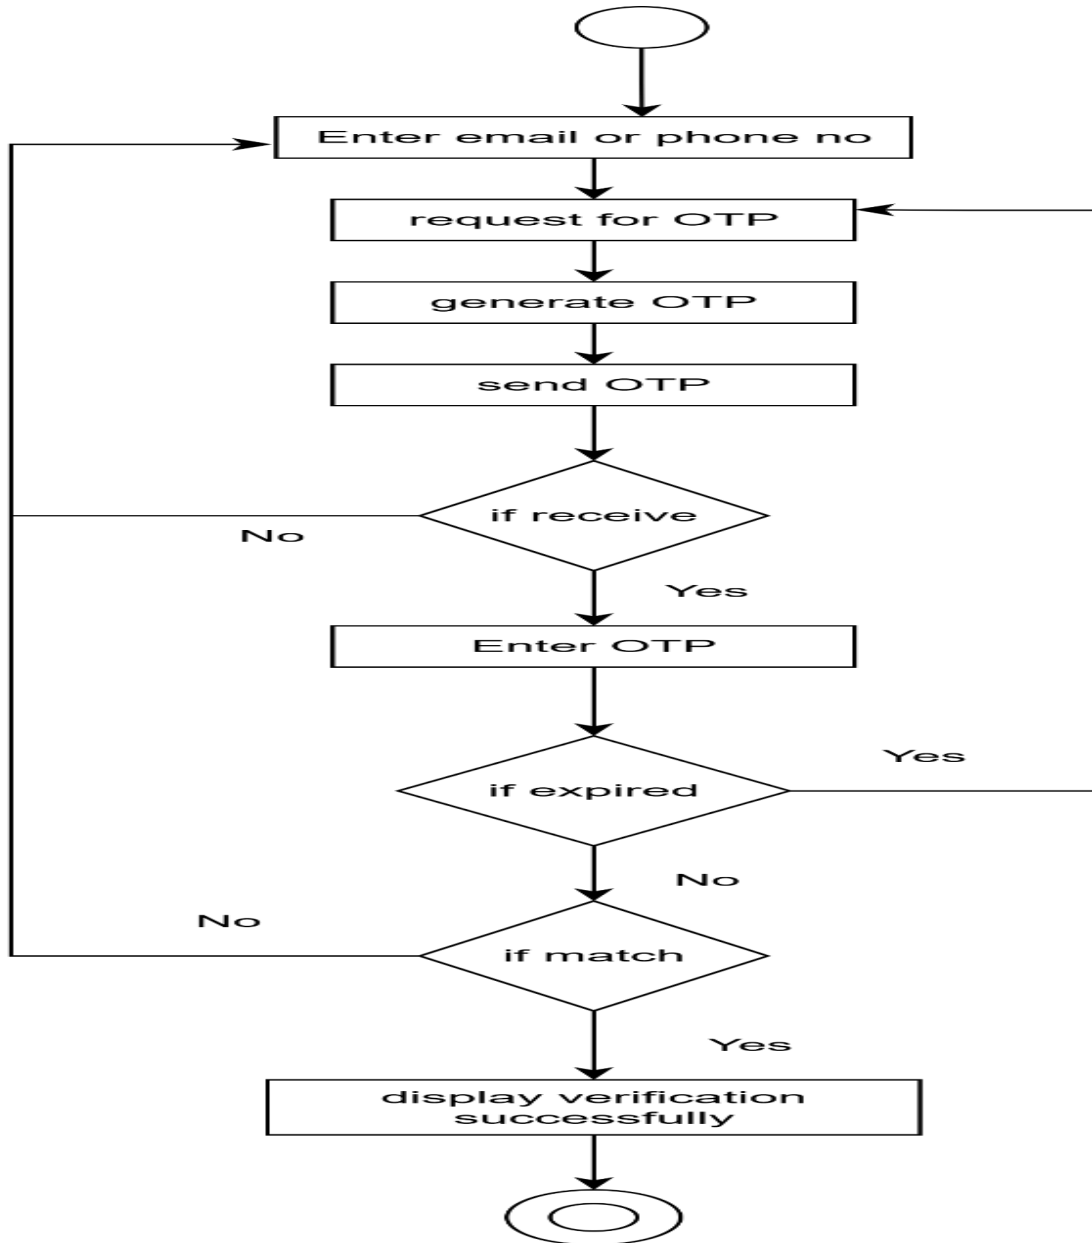 Enter email or phone no
request for OTP
generate OTP
send OTP
if receive
No
Yes
Enter OTP
Yes
if expired
No
No
if match
Yes
display verification
successfully